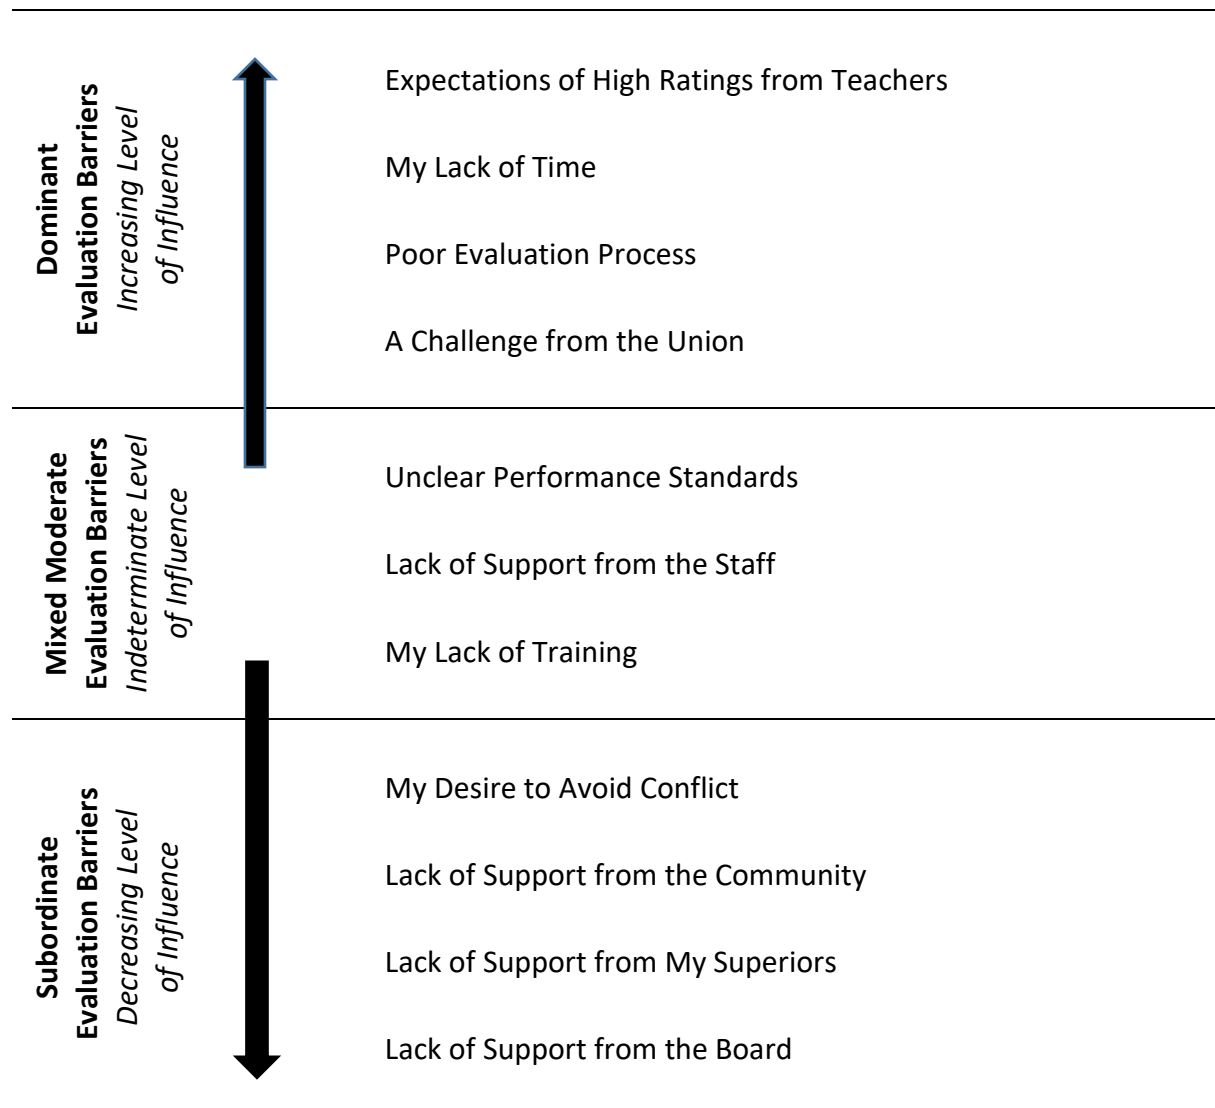 Dominant
Evaluation Barriers
Increasing Level
of Influence
Expectations of High Ratings from Teachers
My Lack of Time
Poor Evaluation Process
A Challenge from the Union
Mixed Moderate
Evaluation Barriers
Indeterminate Level
of Influence
Unclear Performance Standards
Lack of Support from the Staff
My Lack of Training
Subordinate
Evaluation Barriers
Decreasing Level
of Influence
My Desire to Avoid Conflict
Lack of Support from the Community
Lack of Support from My Superiors
Lack of Support from the Board